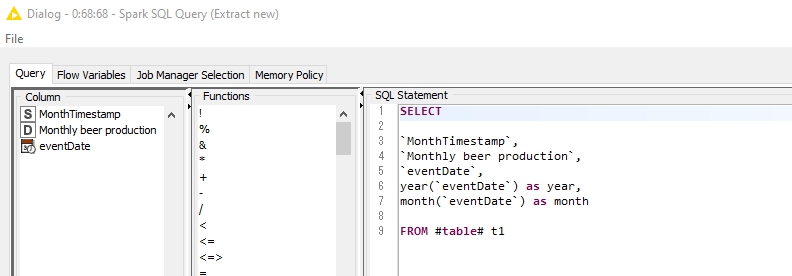 Dialog - 0:68:68 - Spark SQL Query (Extract new)
File
Query Flow Variables Job Manager Selection Memory Policy
Column
S MonthTimestamp
D Monthly beer production
eventDate
Functions
!
%
&
*
+
-
/
<
<=
<=>
=
SQL Statement
1 SELECT
2
3 `MonthTimestamp`,
4 `Monthly beer production`,
5 `eventDate`,
6 year(`eventDate`) as year,
7 month(`eventDate`) as month
8
9 FROM #table# t1